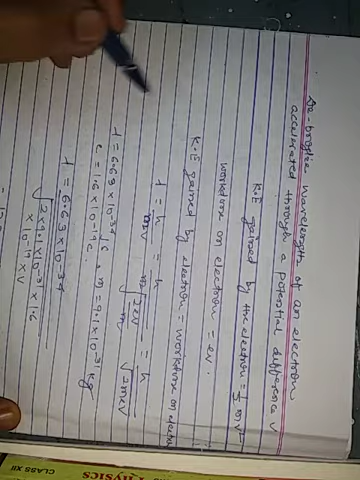 De-broglie wavelength of an electron
accelerated through a potential difference V
K.E gained by the electron = 1/2 mv²
workdone on electron = eV.
K.E gained by electron = workdone on
λ = h/mv = h/m√2eV = h/√2meV
λ = 6.63 × 10⁻³⁴, m = 9.1 × 10⁻³¹ kg
e = 1.6 × 10⁻¹⁹ C.
λ = 6.63 × 10⁻³⁴
√2 × 9.1 × 10⁻³¹ × 1.6
× 10⁻¹⁹ × V
PHYSICS
CLASS XII